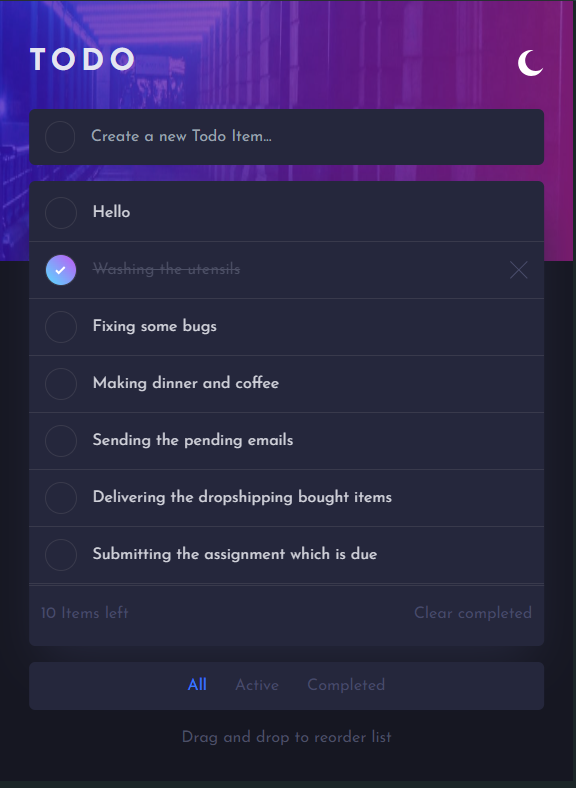 TODO
Create a new Todo Item...
Hello
Washing the utensils
Fixing some bugs
Making dinner and coffee
Sending the pending emails
Delivering the dropshipping bought items
Submitting the assignment which is due
10 Items left Clear completed
All Active Completed
Drag and drop to reorder list